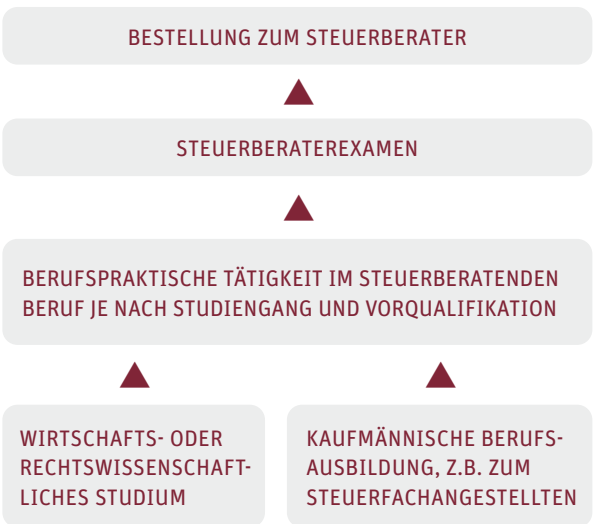 BESTELLUNG ZUM STEUERBERATER
STEUERBERATEREXAMEN
BERUFSPRAKTISCHE TÄTIGKEIT IM STEUERBERATENDEN
BERUF JE NACH STUDIENGANG UND VORQUALIFIKATION
WIRTSCHAFTS- ODER
RECHTSWISSENSCHAFT-
LICHES STUDIUM
KAUFMÄNNISCHE BERUFS-
AUSBILDUNG, Z.B. ZUM
STEUERFACHANGESTELLTEN